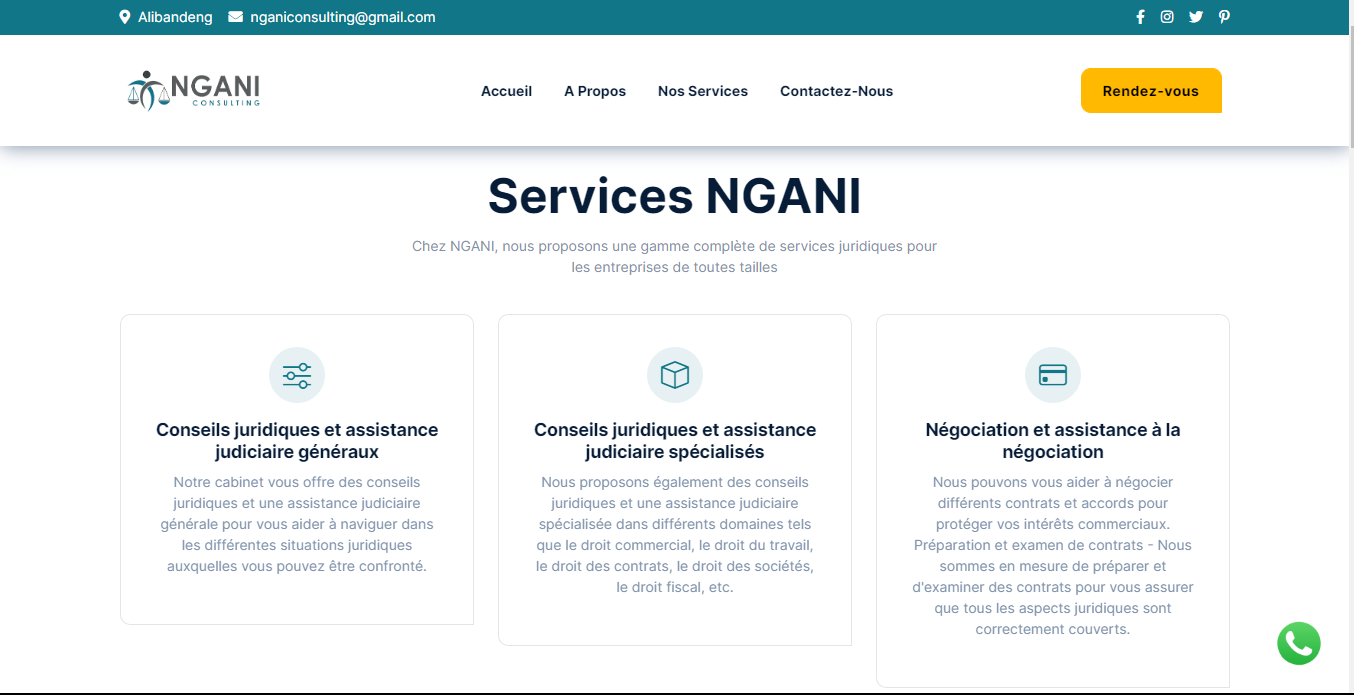 Alibandeng nganiconsulting@gmail.com
NGANI
CONSULTING
Accueil A Propos Nos Services Contactez-Nous
Rendez-vous
Services NGANI
Chez NGANI, nous proposons une gamme complète de services juridiques pour
les entreprises de toutes tailles
Conseils juridiques et assistance
judiciaire généraux
Notre cabinet vous offre des conseils
juridiques et une assistance judiciaire
générale pour vous aider à naviguer dans
les différentes situations juridiques
auxquelles vous pouvez être confronté.
Conseils juridiques et assistance
judiciaire spécialisés
Nous proposons également des conseils
juridiques et une assistance judiciaire
spécialisée dans différents domaines tels
que le droit commercial, le droit du travail,
le droit des contrats, le droit des sociétés,
le droit fiscal, etc.
Négociation et assistance à la
négociation
Nous pouvons vous aider à négocier
différents contrats et accords pour
protéger vos intérêts commerciaux.
Préparation et examen de contrats - Nous
sommes en mesure de préparer et
d'examiner des contrats pour vous assurer
que tous les aspects juridiques sont
correctement couverts.